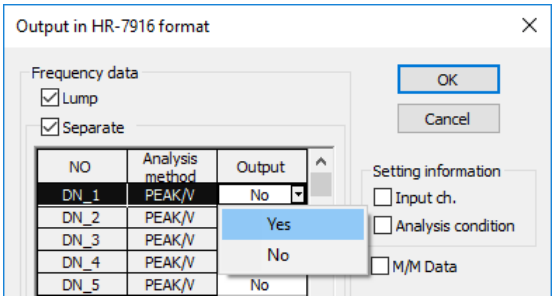 Output in HR-7916 format
Frequency data
Lump
Separate
NO Analysis method Output
DN_1 PEAK/V No
DN_2 PEAK/V
DN_3 PEAK/V
DN_4 PEAK/V
DN_5 PEAK/V No
Yes
No
OK
Cancel
Setting information
Input ch.
Analysis condition
M/M Data